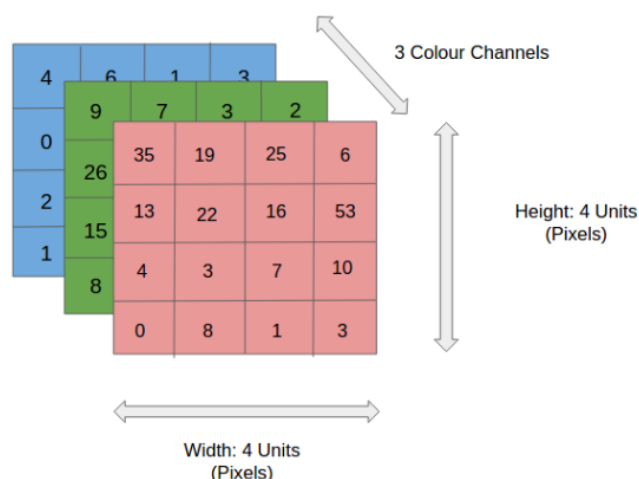 3 Colour Channels
4 6 1 3
9 7 3 2
0
35 19 25 6
26
2
13 22 16 53
Height: 4 Units
(Pixels)
15
1
4 3 7 10
8
0 8 1 3
Width: 4 Units
(Pixels)